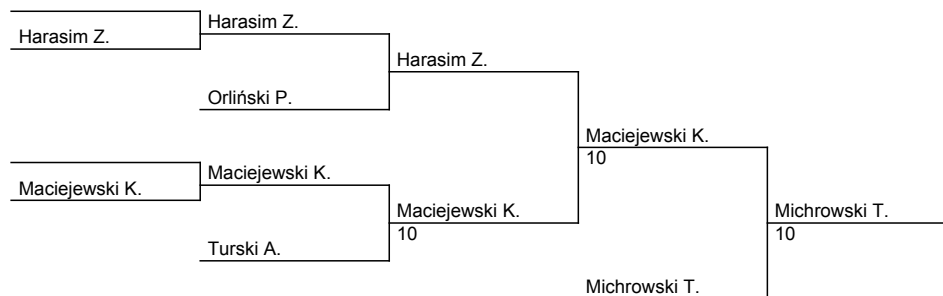 Harasim Z.
Harasim Z.
Harasim Z.
Orliński P.
Maciejewski K.
10
Maciejewski K.
Maciejewski K.
Maciejewski K.
10
Michrowski T.
10
Turski A.
Michrowski T.